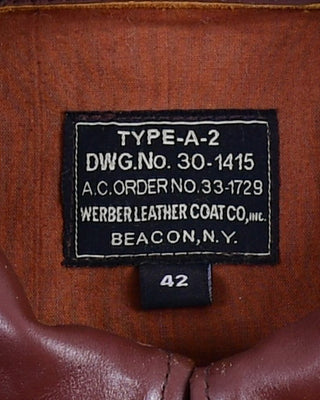 TYPE-A-2
DWG.No. 30-1415
A.C.ORDER NO.33-1729
WERBER LEATHER COAT CO, INC.
BEACON, N.Y.
42